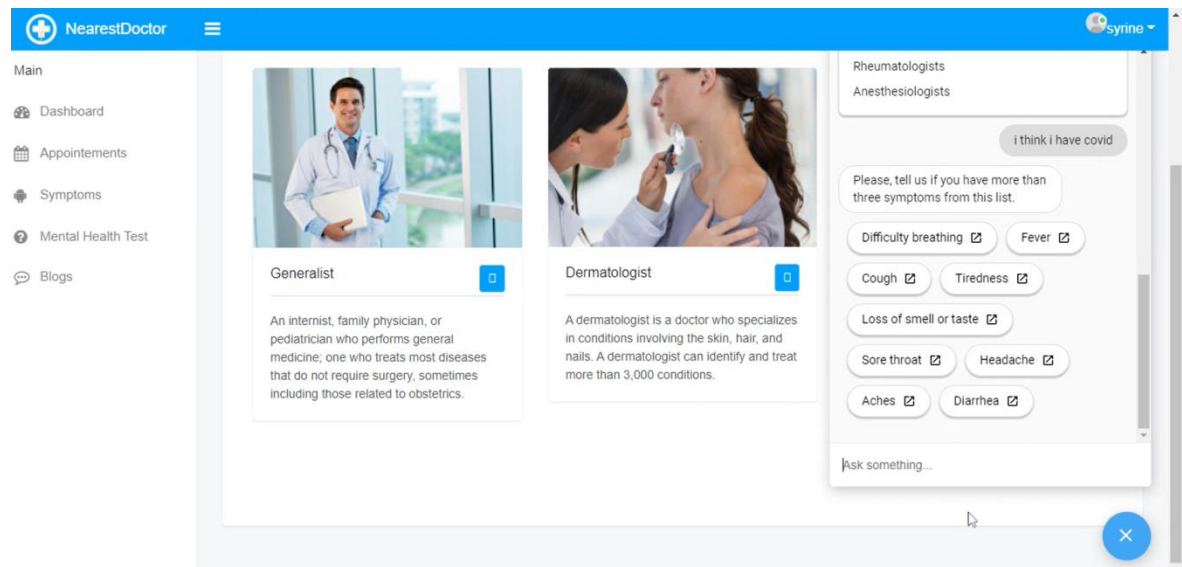 NearestDoctor
syrine
Main
Dashboard
Appointements
Symptoms
Mental Health Test
Blogs
Generalist
An internist, family physician, or
pediatrician who performs general
medicine; one who treats most diseases
that do not require surgery, sometimes
including those related to obstetrics.
Dermatologist
A dermatologist is a doctor who specializes
in conditions involving the skin, hair, and
nails. A dermatologist can identify and treat
more than 3,000 conditions.
Rheumatologists
Anesthesiologists
i think i have covid
Please, tell us if you have more than
three symptoms from this list.
Difficulty breathing
Fever
Cough
Tiredness
Loss of smell or taste
Sore throat
Headache
Aches
Diarrhea
Ask something...